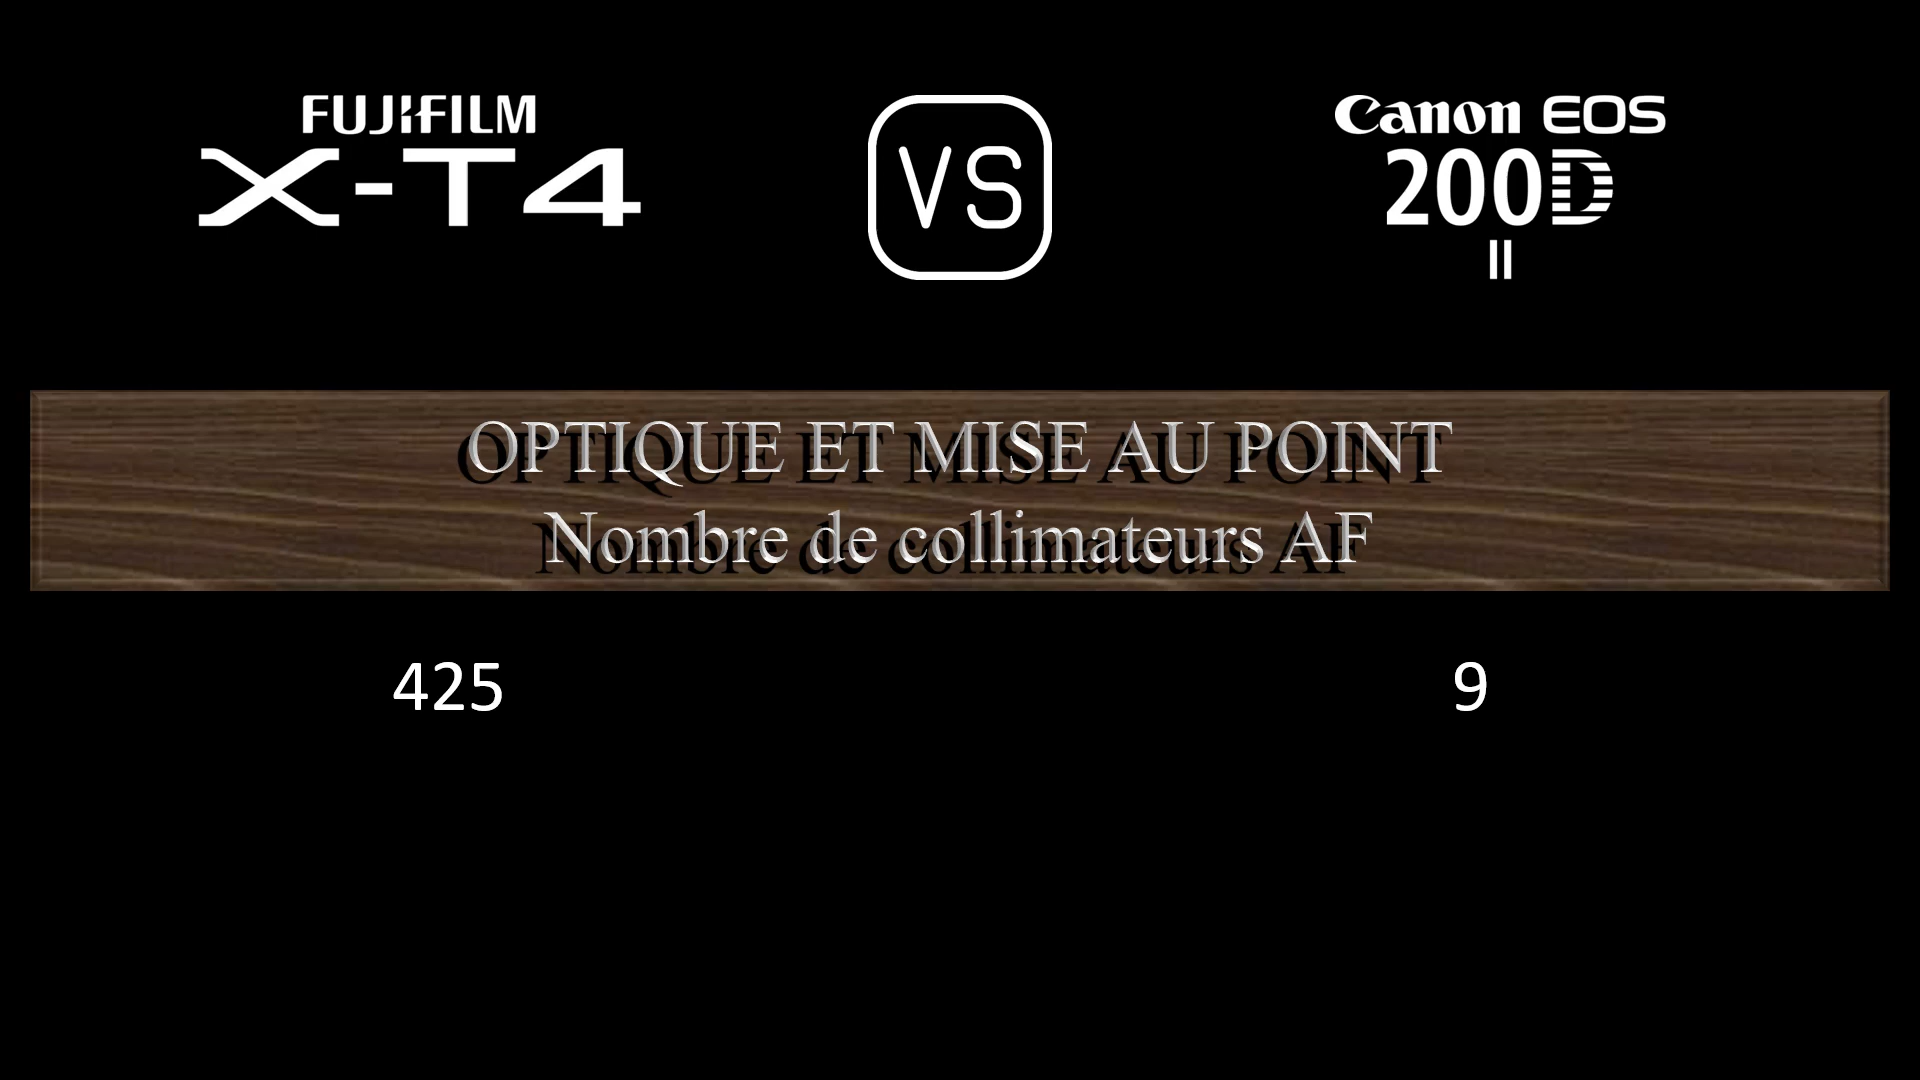 FUJIFILM
X-T4
VS
Canon EOS
200D
II
OPTIQUE ET MISE AU POINT
Nombre de collimateurs AF
425
9